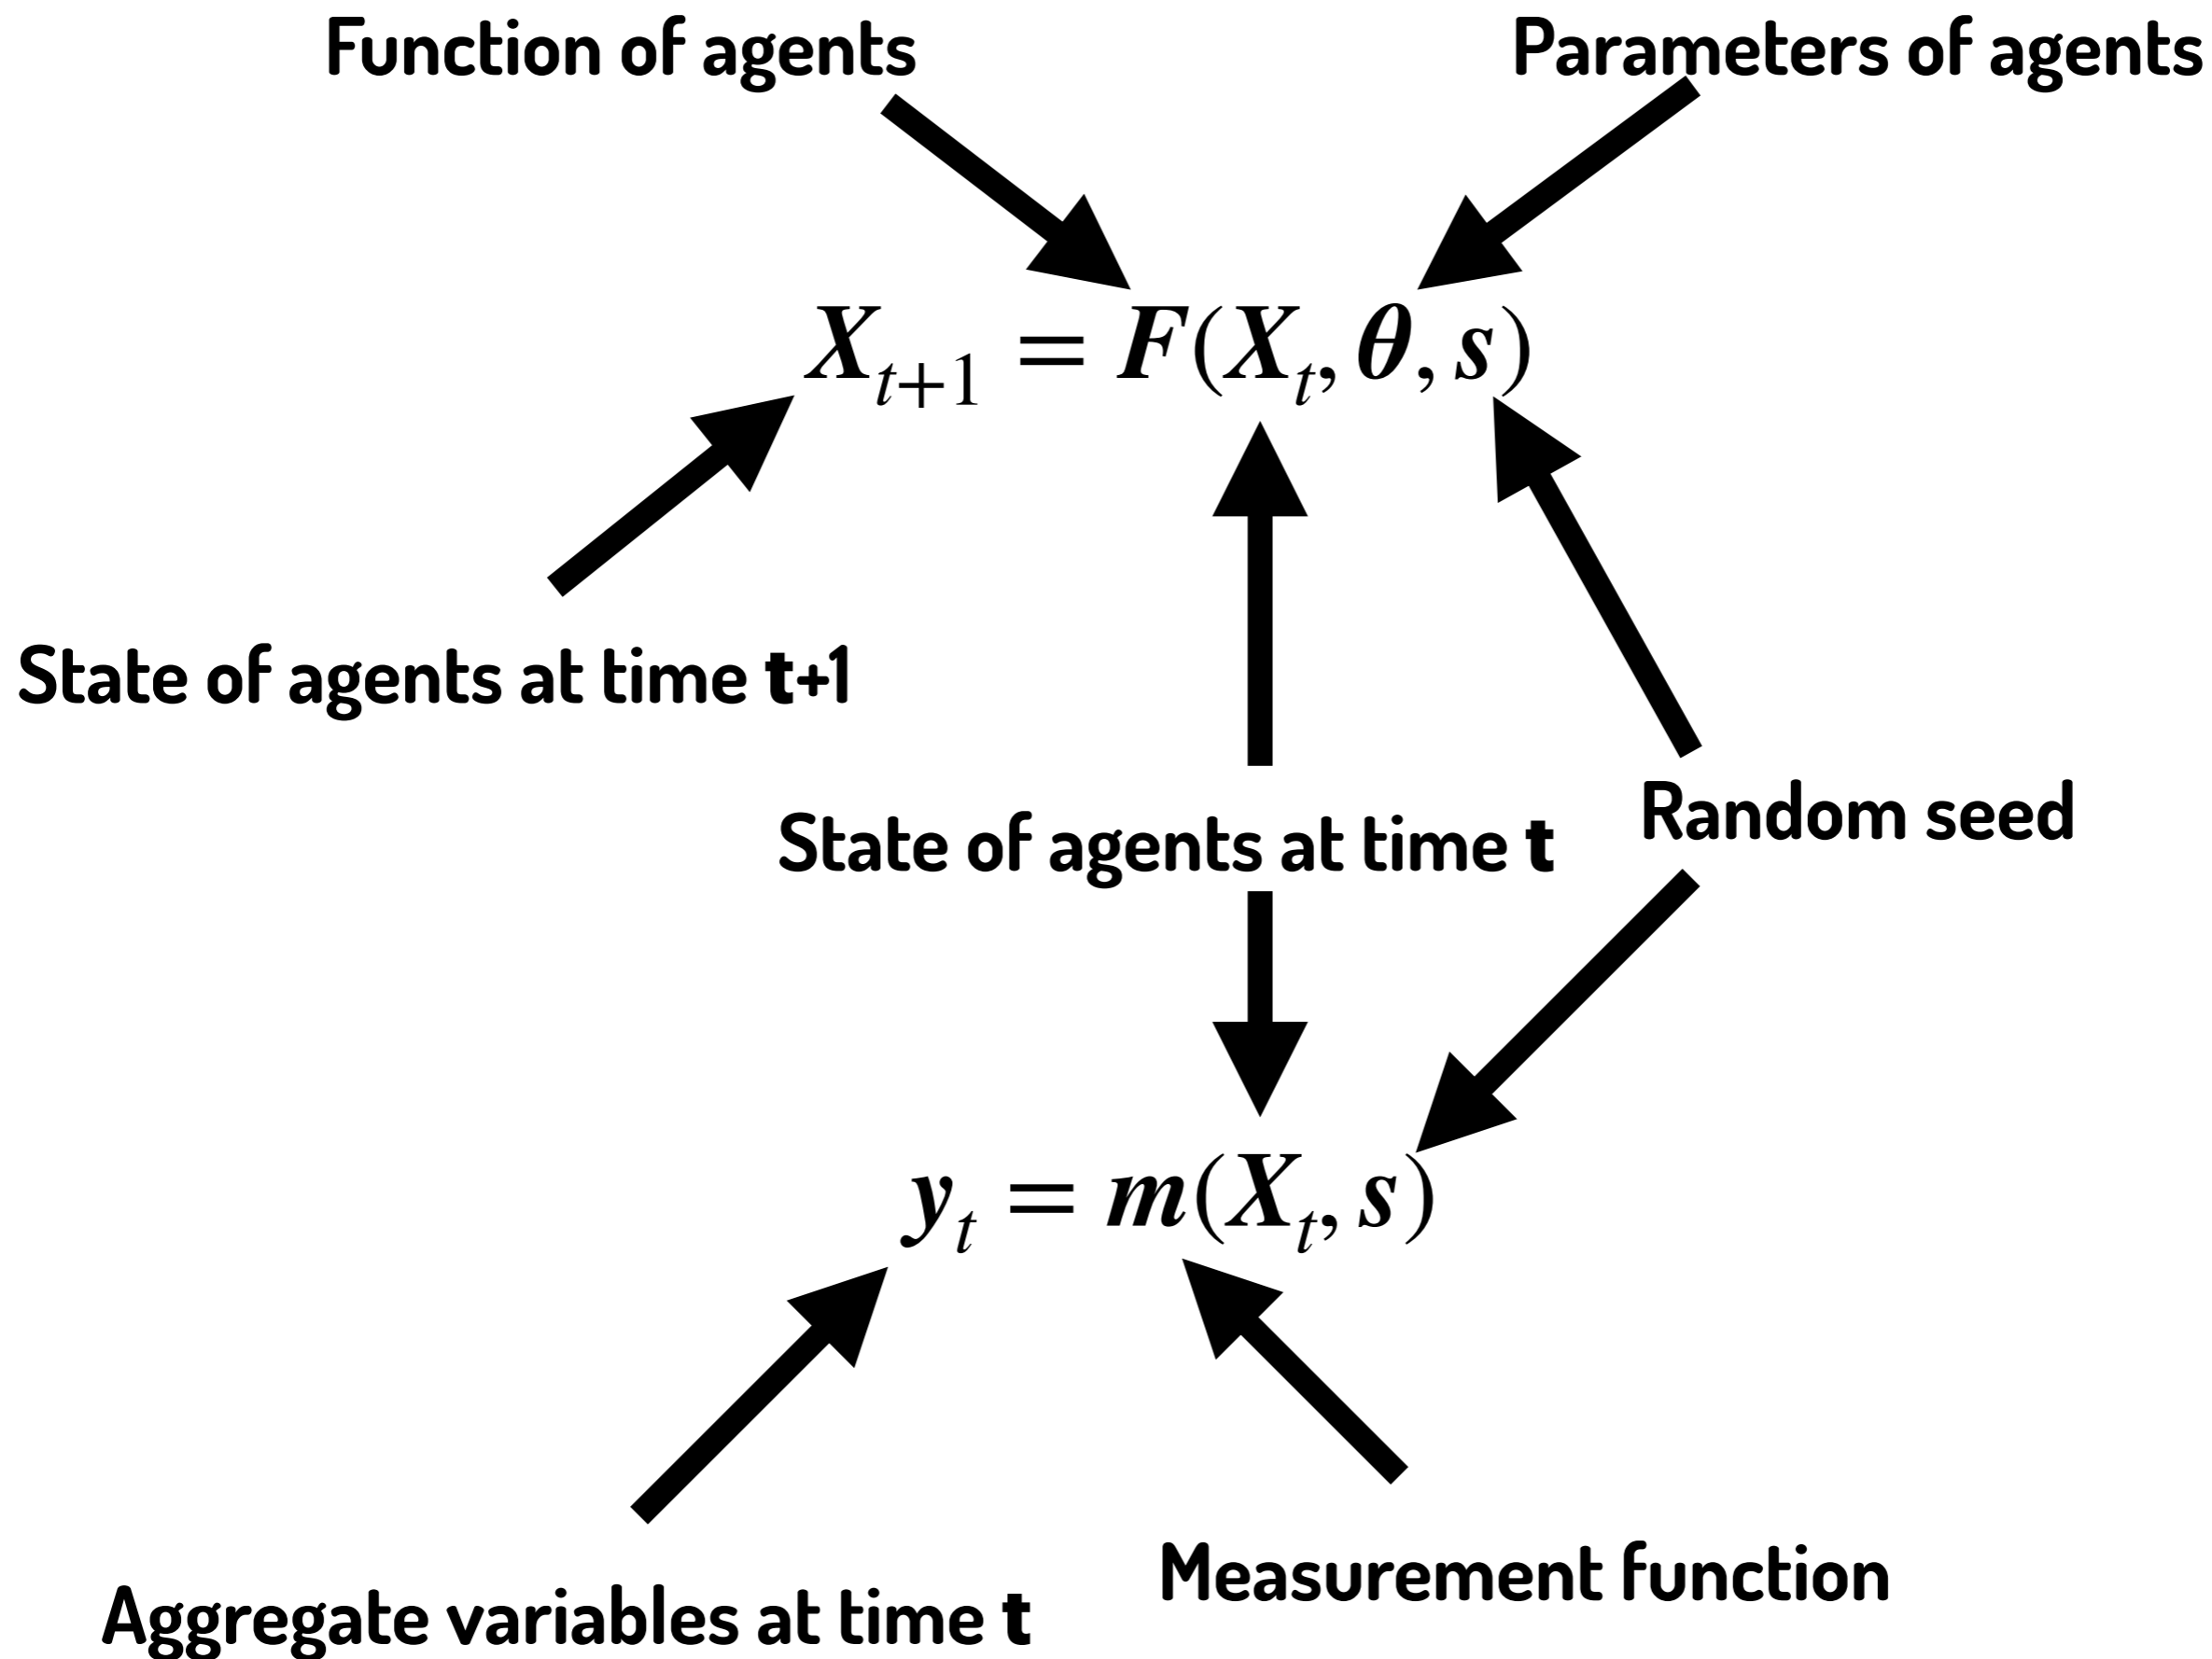 Function of agents
Parameters of agents
X_{t+1} = F(X_t, θ, s)
State of agents at time t+1
State of agents at time t
Random seed
y_t = m(X_t, s)
Measurement function
Aggregate variables at time t